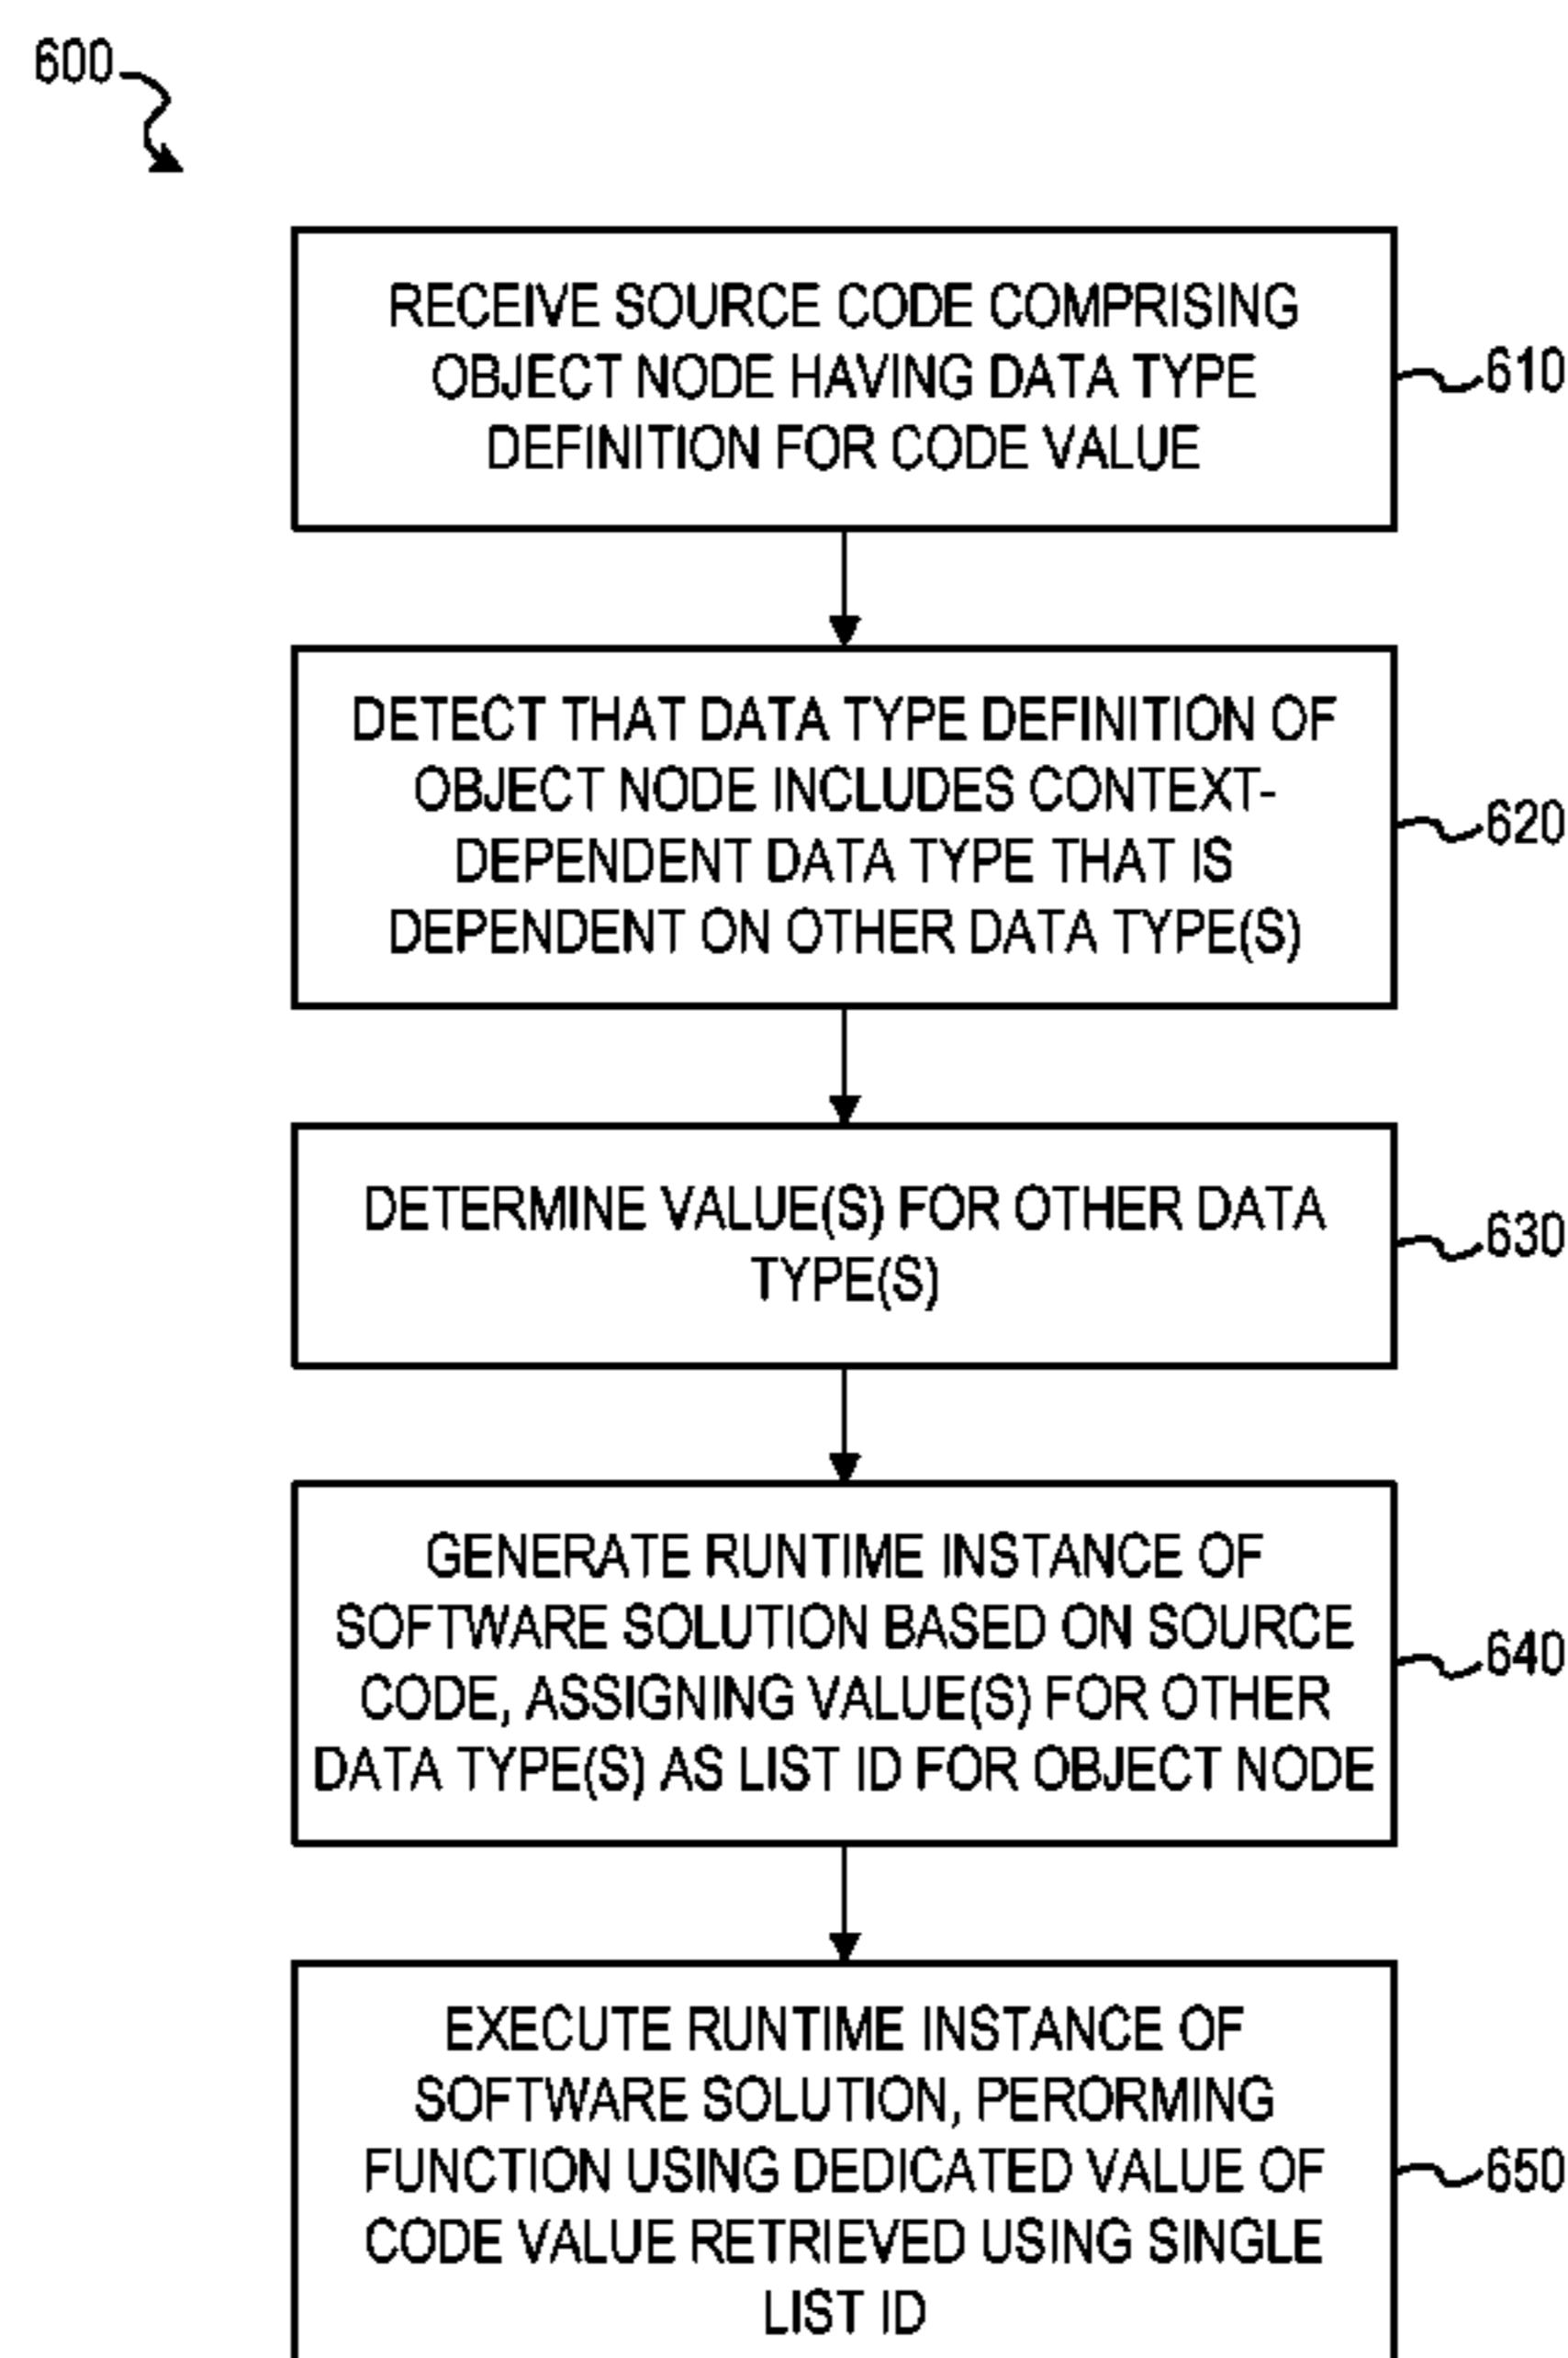 600
RECEIVE SOURCE CODE COMPRISING
OBJECT NODE HAVING DATA TYPE
DEFINITION FOR CODE VALUE
610
DETECT THAT DATA TYPE DEFINITION OF
OBJECT NODE INCLUDES CONTEXT-
DEPENDENT DATA TYPE THAT IS
DEPENDENT ON OTHER DATA TYPE(S)
620
DETERMINE VALUE(S) FOR OTHER DATA
TYPE(S)
630
GENERATE RUNTIME INSTANCE OF
SOFTWARE SOLUTION BASED ON SOURCE
CODE, ASSIGNING VALUE(S) FOR OTHER
DATA TYPE(S) AS LIST ID FOR OBJECT NODE
640
EXECUTE RUNTIME INSTANCE OF
SOFTWARE SOLUTION, PERORMING
FUNCTION USING DEDICATED VALUE OF
CODE VALUE RETRIEVED USING SINGLE
LIST ID
650